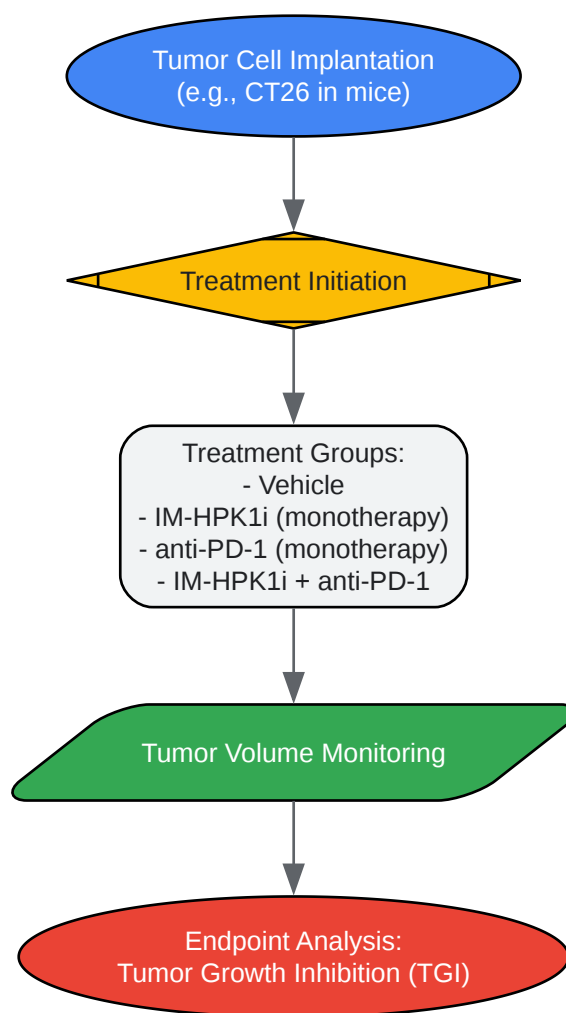 Tumor Cell Implantation
(e.g., CT26 in mice)
Treatment Initiation
Treatment Groups:
- Vehicle
- IM-HPK1i (monotherapy)
- anti-PD-1 (monotherapy)
- IM-HPK1i + anti-PD-1
Tumor Volume Monitoring
Endpoint Analysis:
Tumor Growth Inhibition (TGI)